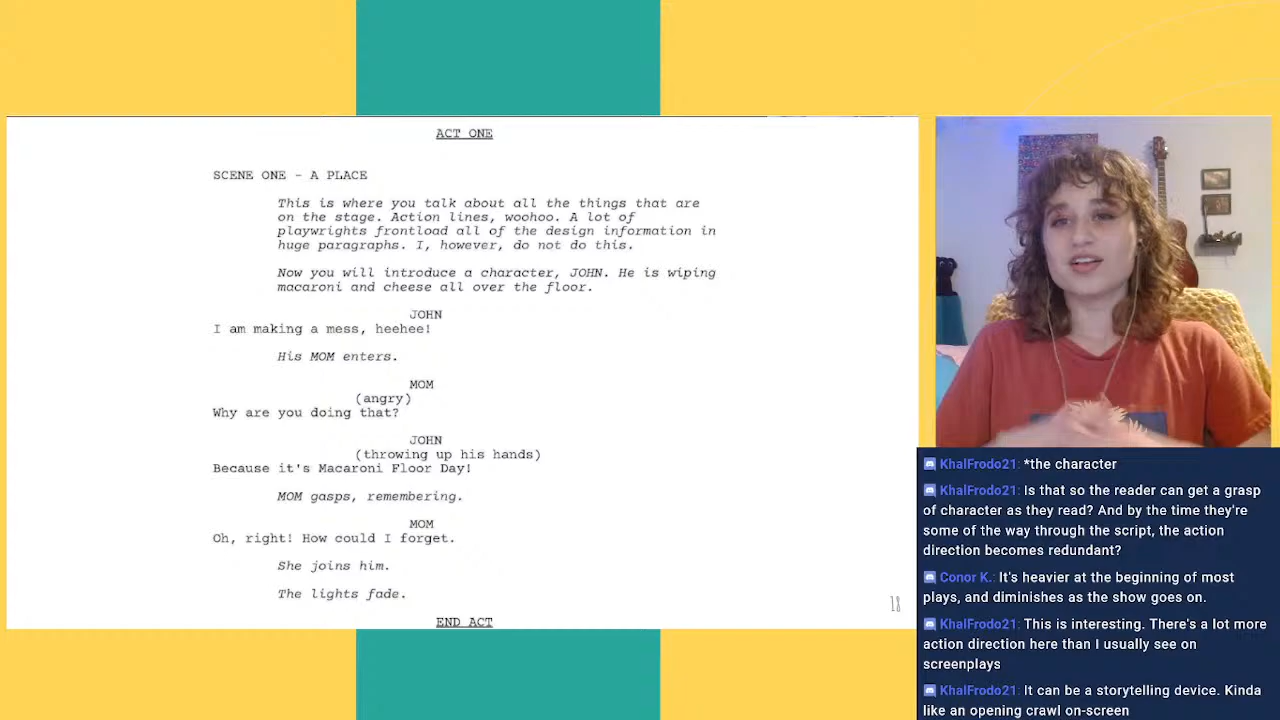 ACT ONE
SCENE ONE - A PLACE
This is where you talk about all the things that are
on the stage. Action lines, woohoo. A lot of
playwrights frontload all of the design information in
huge paragraphs. I, however, do not do this.
Now you will introduce a character, JOHN. He is wiping
macaroni and cheese all over the floor.
JOHN
I am making a mess, heehee!
His MOM enters.
MOM
(angry)
Why are you doing that?
JOHN
(throwing up his hands)
Because it's Macaroni Floor Day!
MOM gasps, remembering.
MOM
Oh, right! How could I forget.
She joins him.
The lights fade.
18
END ACT
KhalFrodo21: *the character
KhalFrodo21: Is that so the reader can get a grasp
of character as they read? And by the time they're
some of the way through the script, the action
direction becomes redundant?
Conor K.: It's heavier at the beginning of most
plays, and diminishes as the show goes on.
KhalFrodo21: This is interesting. There's a lot more
action direction here than I usually see on
screenplays
KhalFrodo21: It can be a storytelling device. Kinda
like an opening crawl on-screen